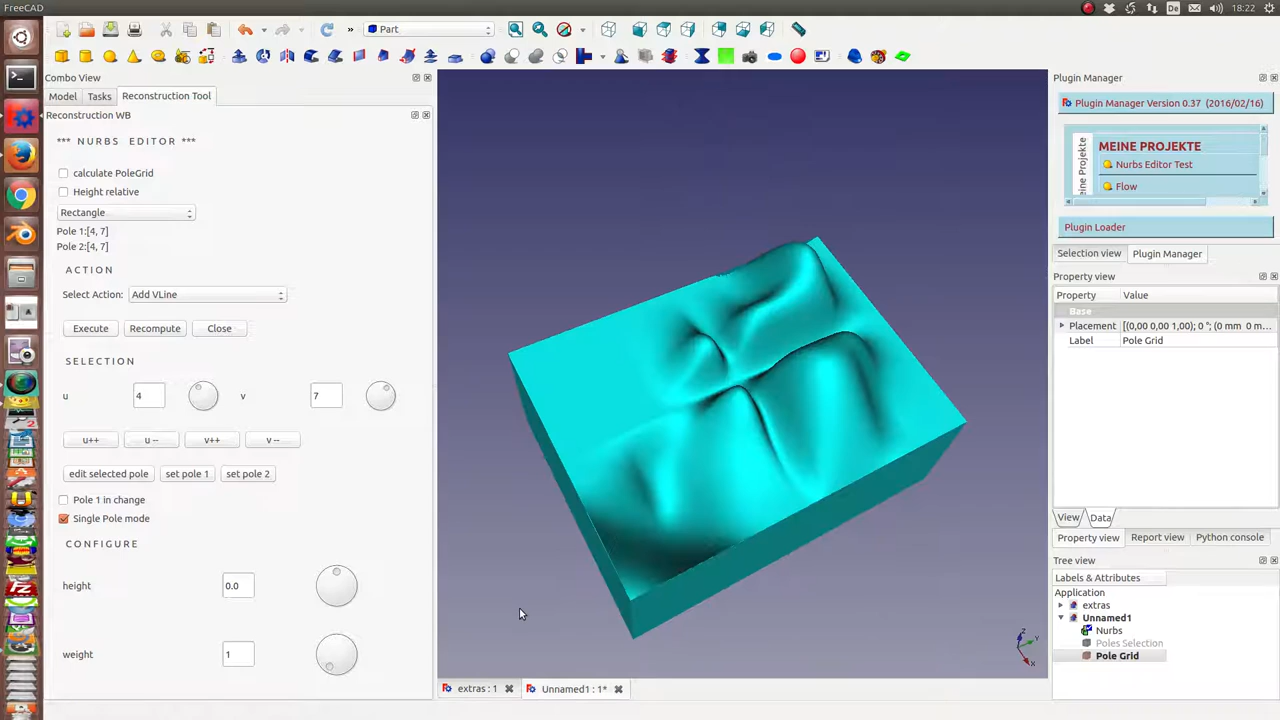 FreeCAD
De
18:22
»
Part
Combo View
Model
Tasks
Reconstruction Tool
Reconstruction WB
*** NURBS EDITOR ***
calculate PoleGrid
Height relative
Rectangle
Pole 1:[4, 7]
Pole 2:[4, 7]
ACTION
Select Action:
Add VLine
Execute
Recompute
Close
SELECTION
u
4
v
7
u++
u --
v++
v --
edit selected pole
set pole 1
set pole 2
Pole 1 in change
Single Pole mode
CONFIGURE
height
0.0
weight
1
Z
Y
X
extras : 1
Unnamed1 : 1*
Plugin Manager
Plugin Manager Version 0.37 (2016/02/16)
MEINE PROJEKTE
Nurbs Editor Test
Flow
eine Projekte
Plugin Loader
Selection view
Plugin Manager
Property view
Property
Value
Base
Placement
[(0,00 0,00 1,00); 0 °; (0 mm 0 m...
Label
Pole Grid
View
Data
Property view
Report view
Python console
Tree view
Labels & Attributes
Application
extras
Unnamed1
Nurbs
Poles Selection
Pole Grid